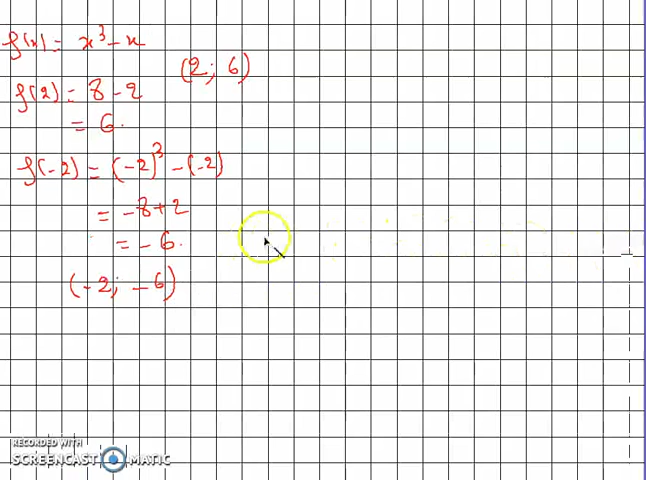 f(x) = x³ - x
(2; 6)
f(2) = 8 - 2
= 6.
f(-2) = (-2)³ - (-2)
= -8+2
= -6.
(-2; -6)
RECORDED WITH
SCREENCAST-O-MATIC